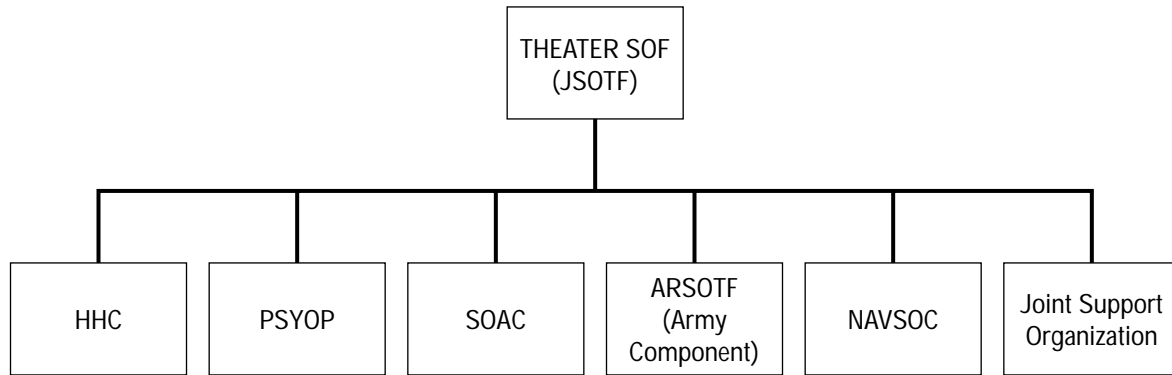 THEATER SOF
(JSOTF)
HHC
PSYOP
SOAC
ARSOTF
(Army
Component)
NAVSOC
Joint Support
Organization